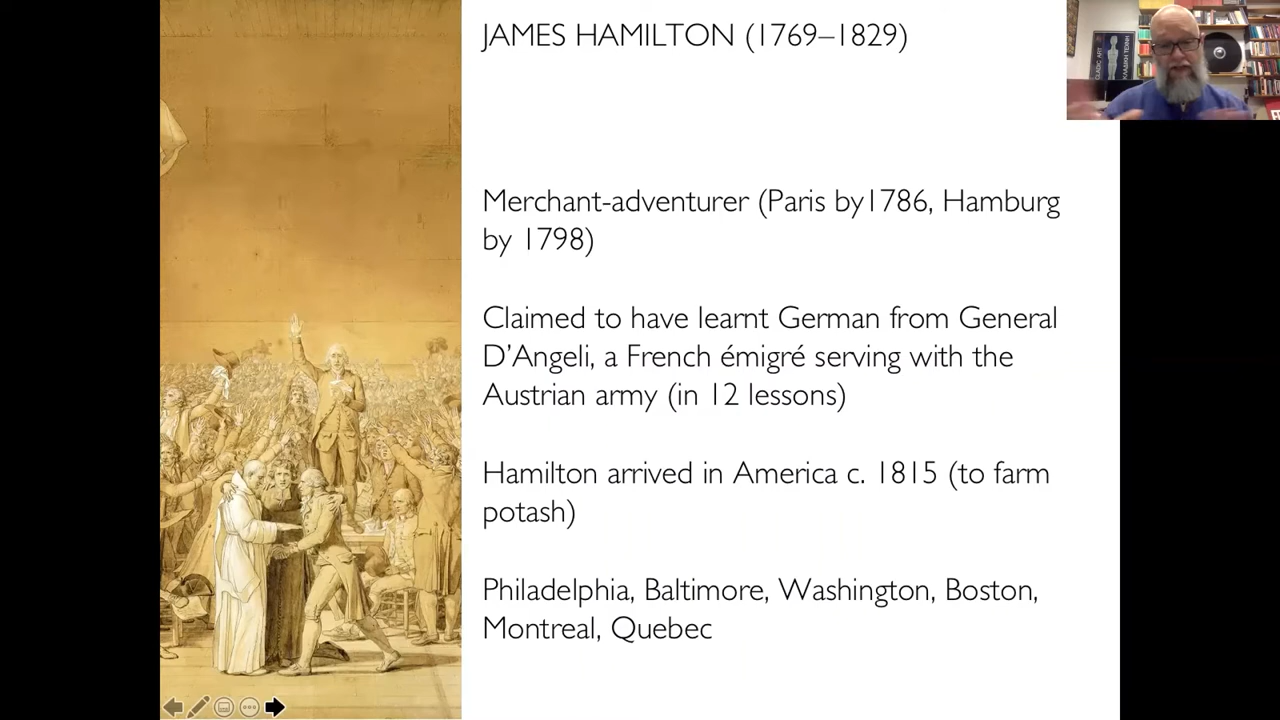 JAMES HAMILTON (1769–1829)
Merchant-adventurer (Paris by1786, Hamburg
by 1798)
Claimed to have learnt German from General
D’Angeli, a French émigré serving with the
Austrian army (in 12 lessons)
Hamilton arrived in America c. 1815 (to farm
potash)
Philadelphia, Baltimore, Washington, Boston,
Montreal, Quebec